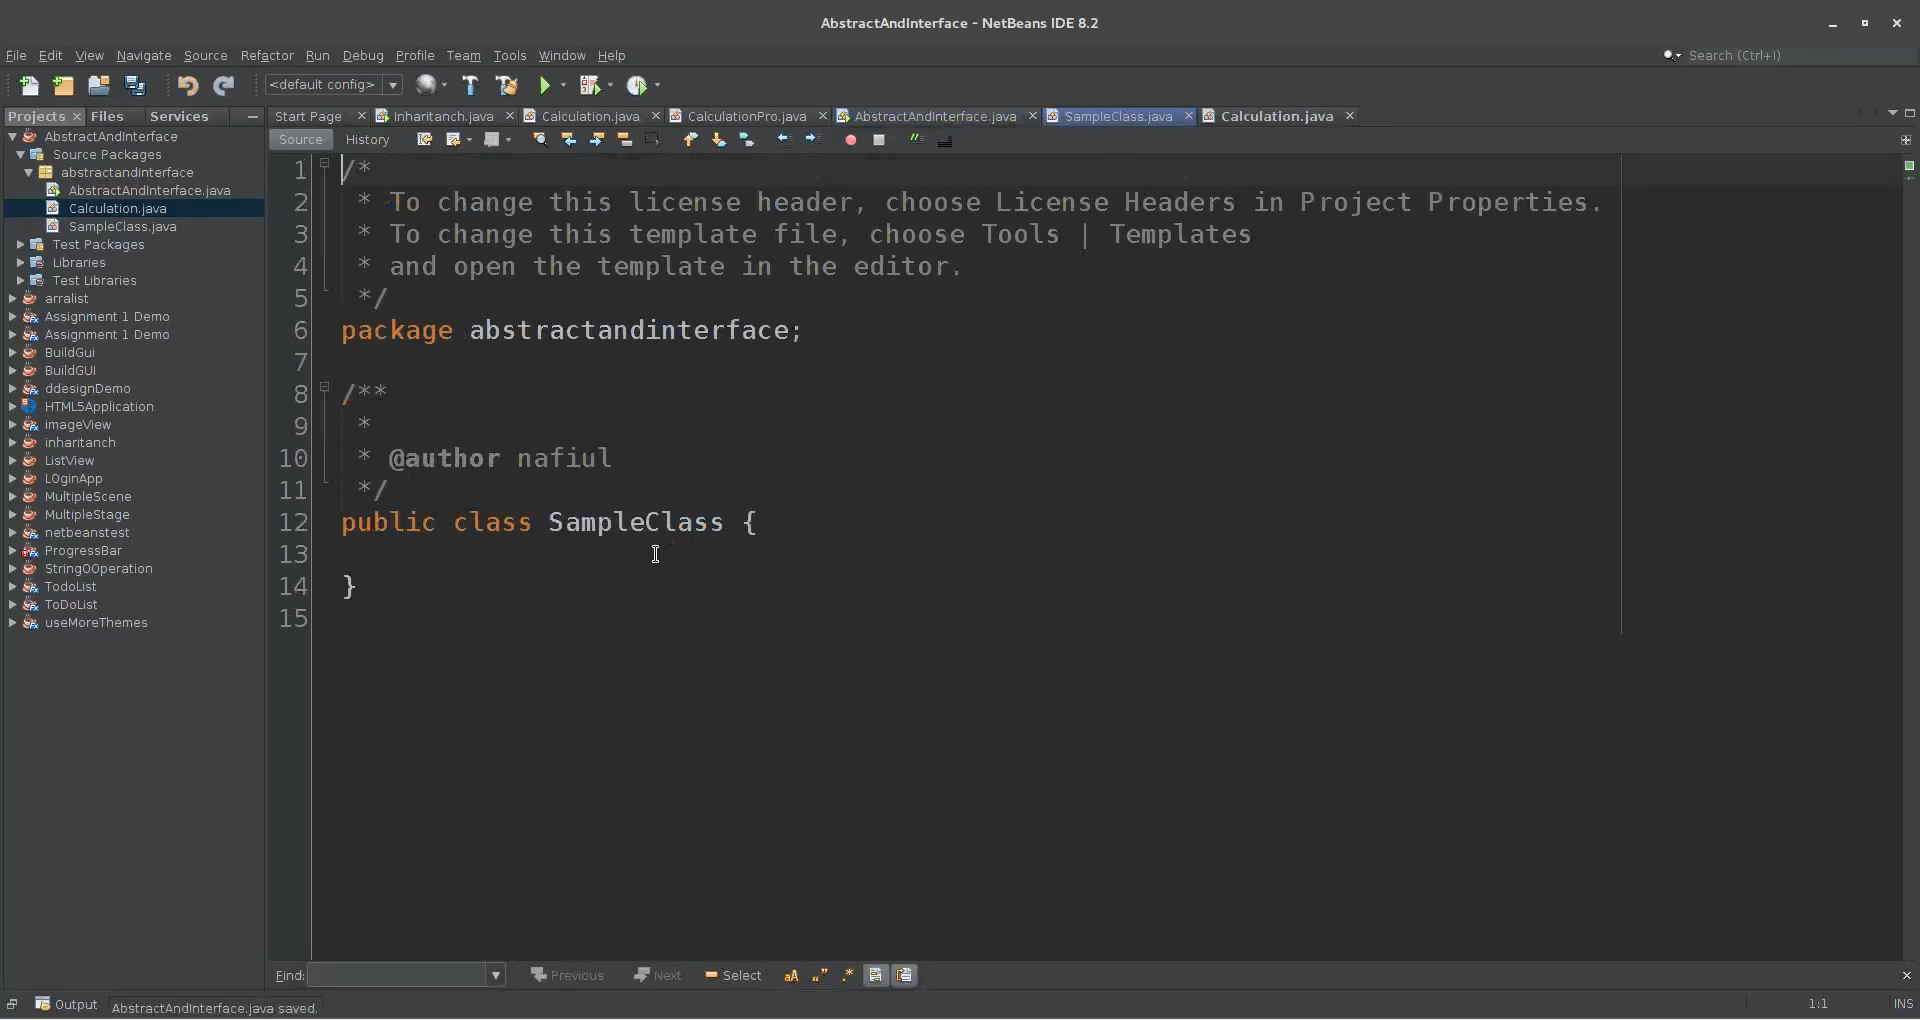 AbstractAndInterface - NetBeans IDE 8.2
File Edit View Navigate Source Refactor Run Debug Profile Team Tools Window Help
Search (Ctrl+I)
<default config>
Projects Files Services
Start Page Inharitanch.java Calculation.java CalculationPro.java AbstractAndInterface.java SampleClass.java Calculation.java
Source History
AbstractAndInterface
Source Packages
abstractandinterface
AbstractAndInterface.java
Calculation.java
SampleClass.java
Test Packages
Libraries
Test Libraries
arralist
Assignment 1 Demo
Assignment 1 Demo
BuildGui
BuildGUI
ddesignDemo
HTML5Application
imageView
inharitanch
ListView
LOginApp
MultipleScene
MultipleStage
netbeanstest
ProgressBar
StringOOperation
TodoList
ToDoList
useMoreThemes
1 /*
2 * To change this license header, choose License Headers in Project Properties.
3 * To change this template file, choose Tools | Templates
4 * and open the template in the editor.
5 */
6 package abstractandinterface;
7
8 /**
9 *
10 * @author nafiul
11 */
12 public class SampleClass {
13
14 }
15
Find: Previous Next Select
Output AbstractAndInterface.java saved. 1:1 INS